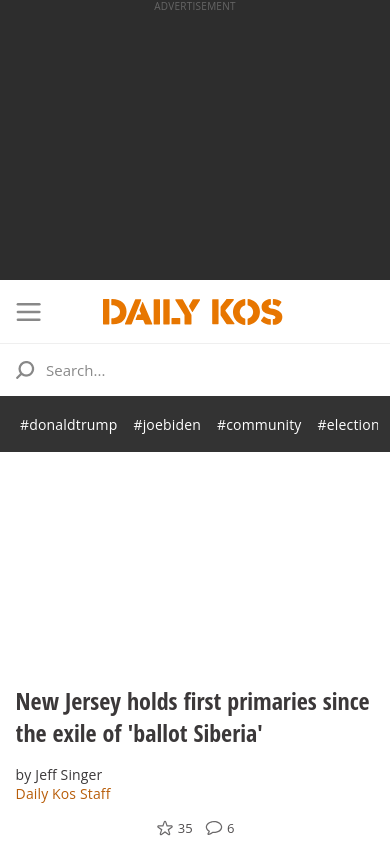 ADVERTISEMENT
DAILY KOS
Search...
#donaldtrump #joebiden #community #election
New Jersey holds first primaries since
the exile of 'ballot Siberia'
by Jeff Singer
Daily Kos Staff
35 6